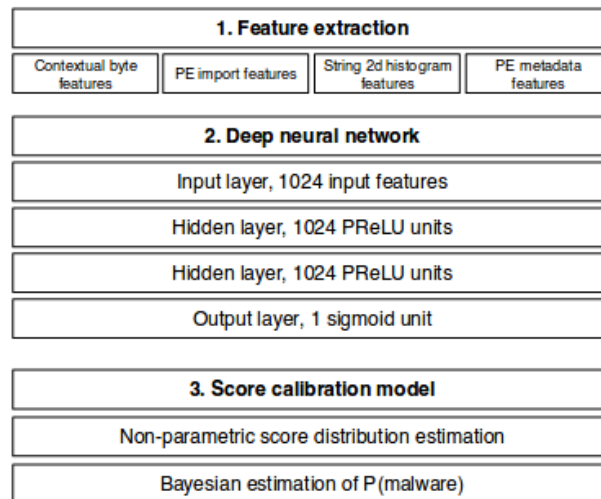 1. Feature extraction
Contextual byte features
PE import features
String 2d histogram features
PE metadata features
2. Deep neural network
Input layer, 1024 input features
Hidden layer, 1024 PReLU units
Hidden layer, 1024 PReLU units
Output layer, 1 sigmoid unit
3. Score calibration model
Non-parametric score distribution estimation
Bayesian estimation of P(malware)